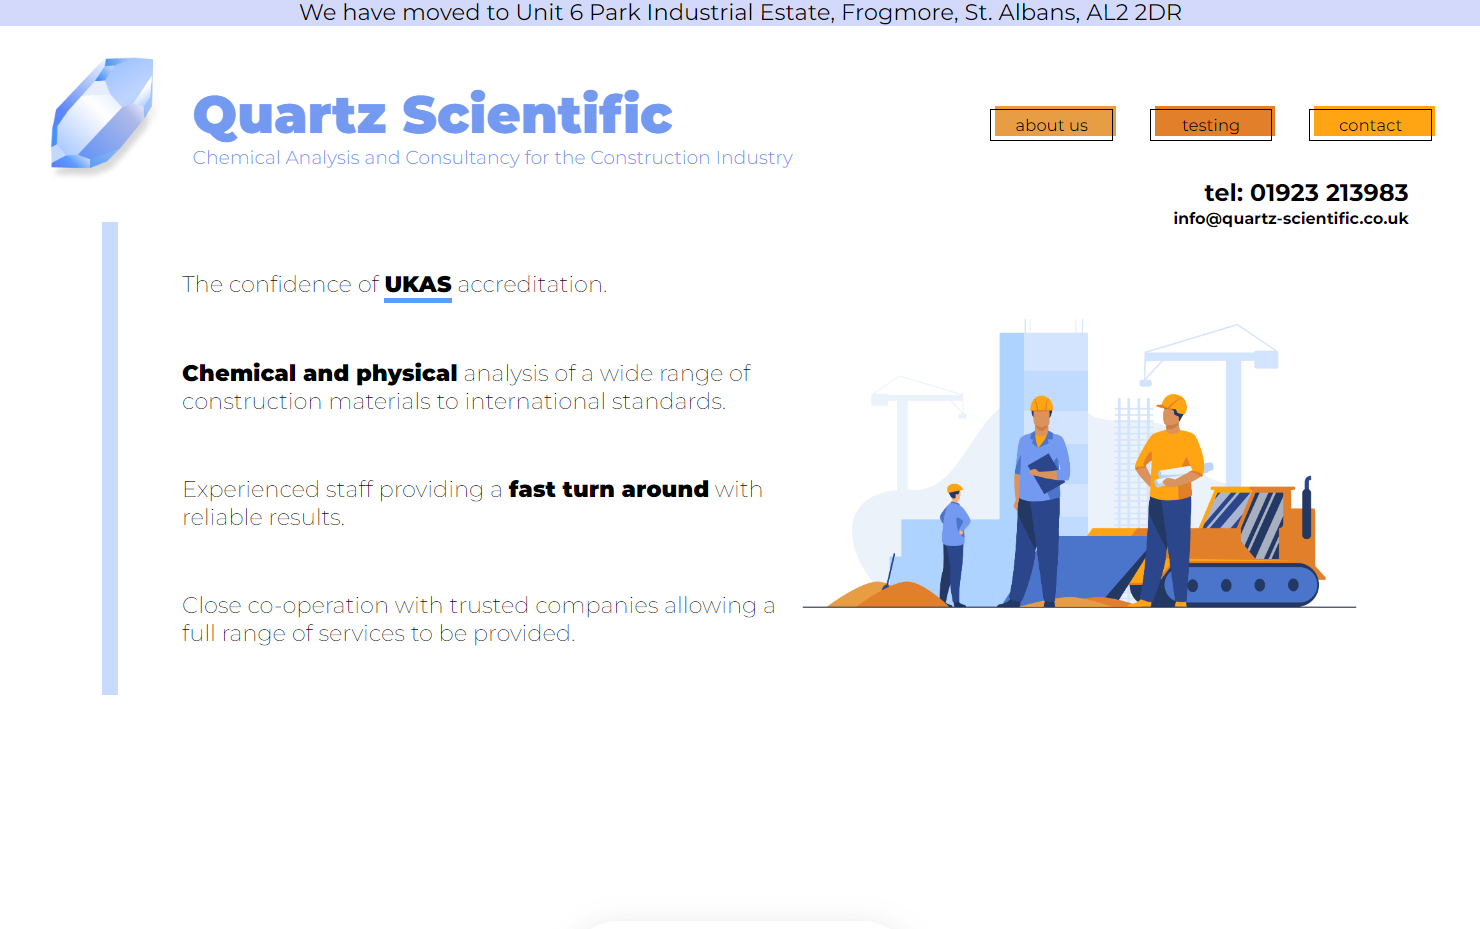 We have moved to Unit 6 Park Industrial Estate, Frogmore, St. Albans, AL2 2DR
Quartz Scientific
Chemical Analysis and Consultancy for the Construction Industry
about us
testing
contact
tel: 01923 213983
info@quartz-scientific.co.uk
The confidence of UKAS accreditation.
Chemical and physical analysis of a wide range of
construction materials to international standards.
Experienced staff providing a fast turn around with
reliable results.
Close co-operation with trusted companies allowing a
full range of services to be provided.